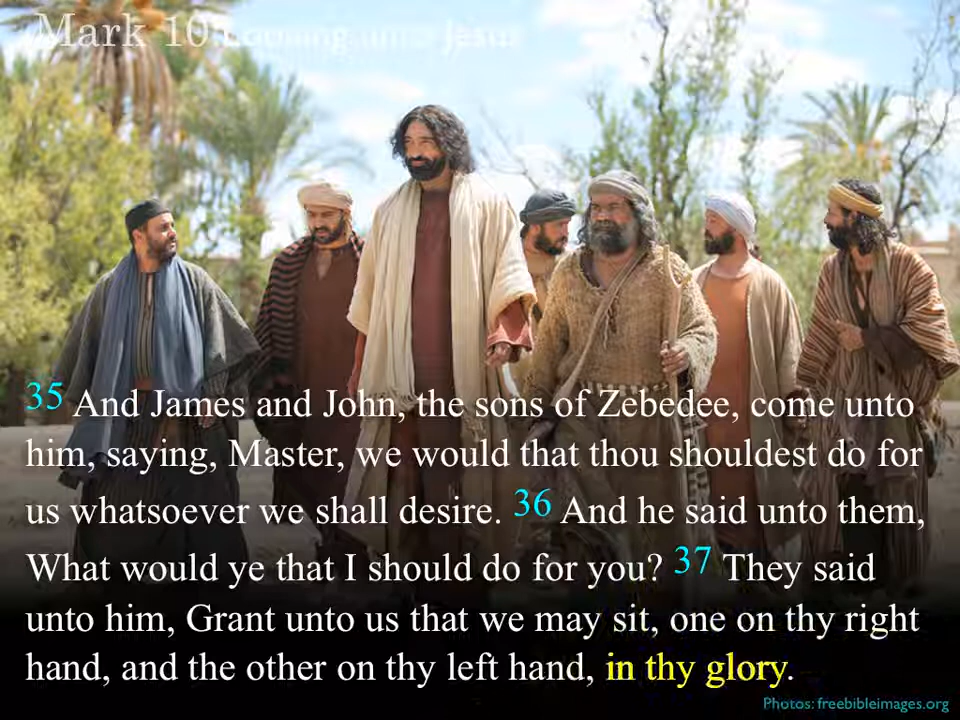 Mark 10 Looking unto Jesus
35 And James and John, the sons of Zebedee, come unto
him, saying, Master, we would that thou shouldest do for
us whatsoever we shall desire. 36 And he said unto them,
What would ye that I should do for you? 37 They said
unto him, Grant unto us that we may sit, one on thy right
hand, and the other on thy left hand, in thy glory.
Photos: freebibleimages.org